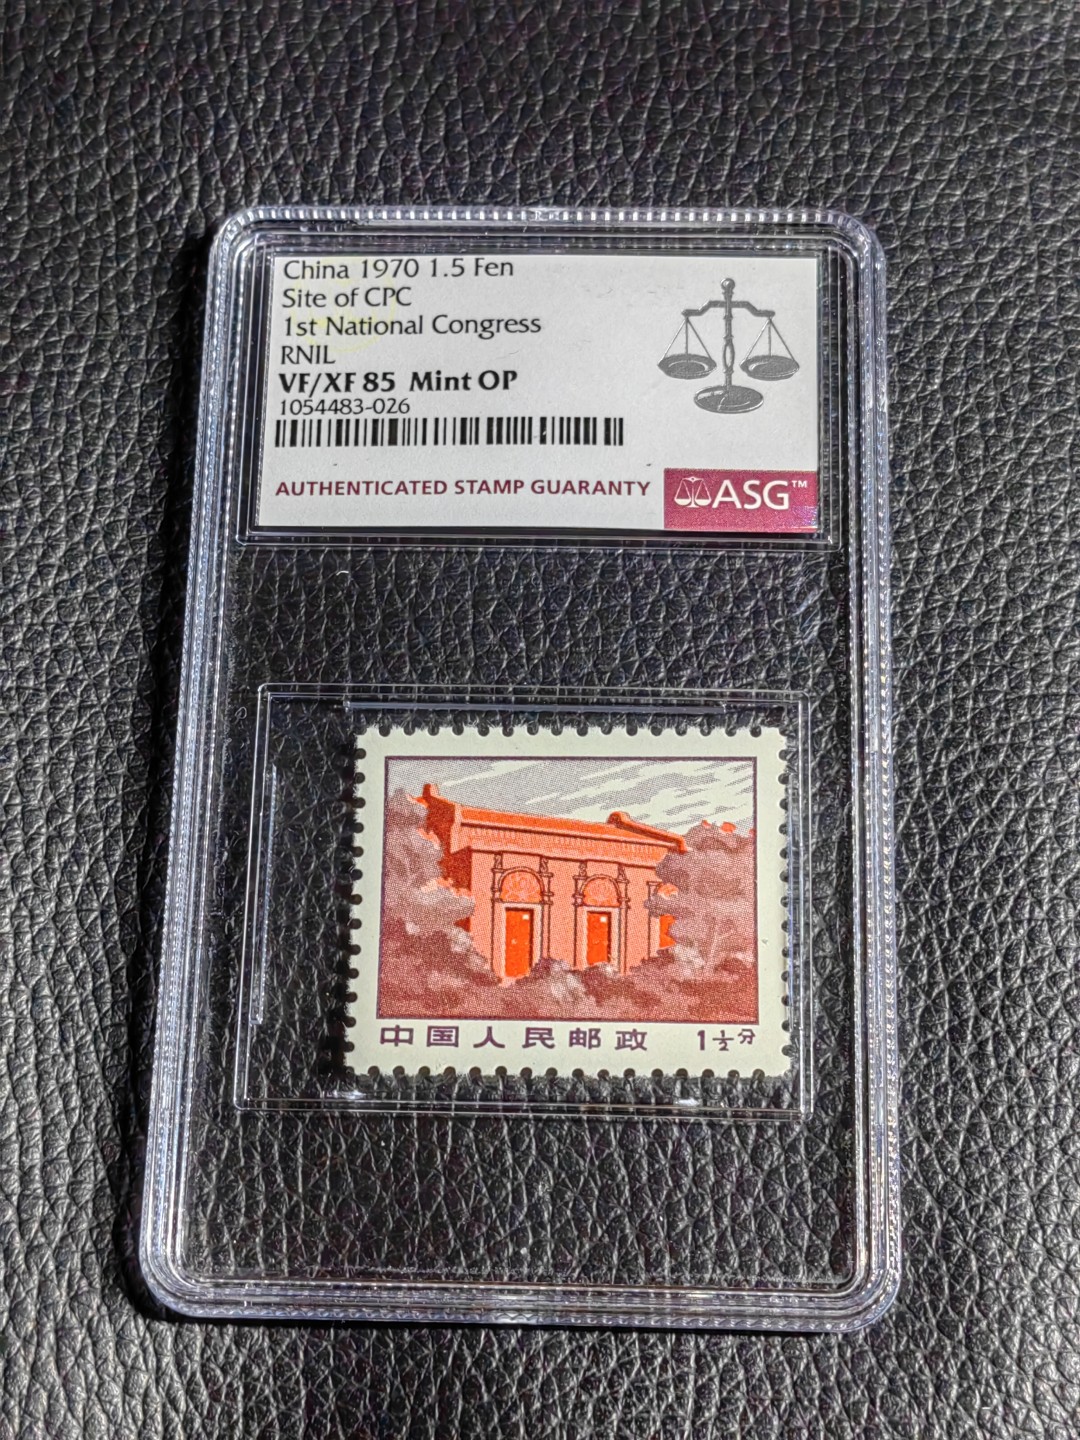 China 1970 1.5 Fen
Site of CPC
1st National Congress
RNIL
VF/XF 85 Mint OP
1054483-026
AUTHENTICATED STAMP GUARANTY
ASG™
中国人民邮政 1½分